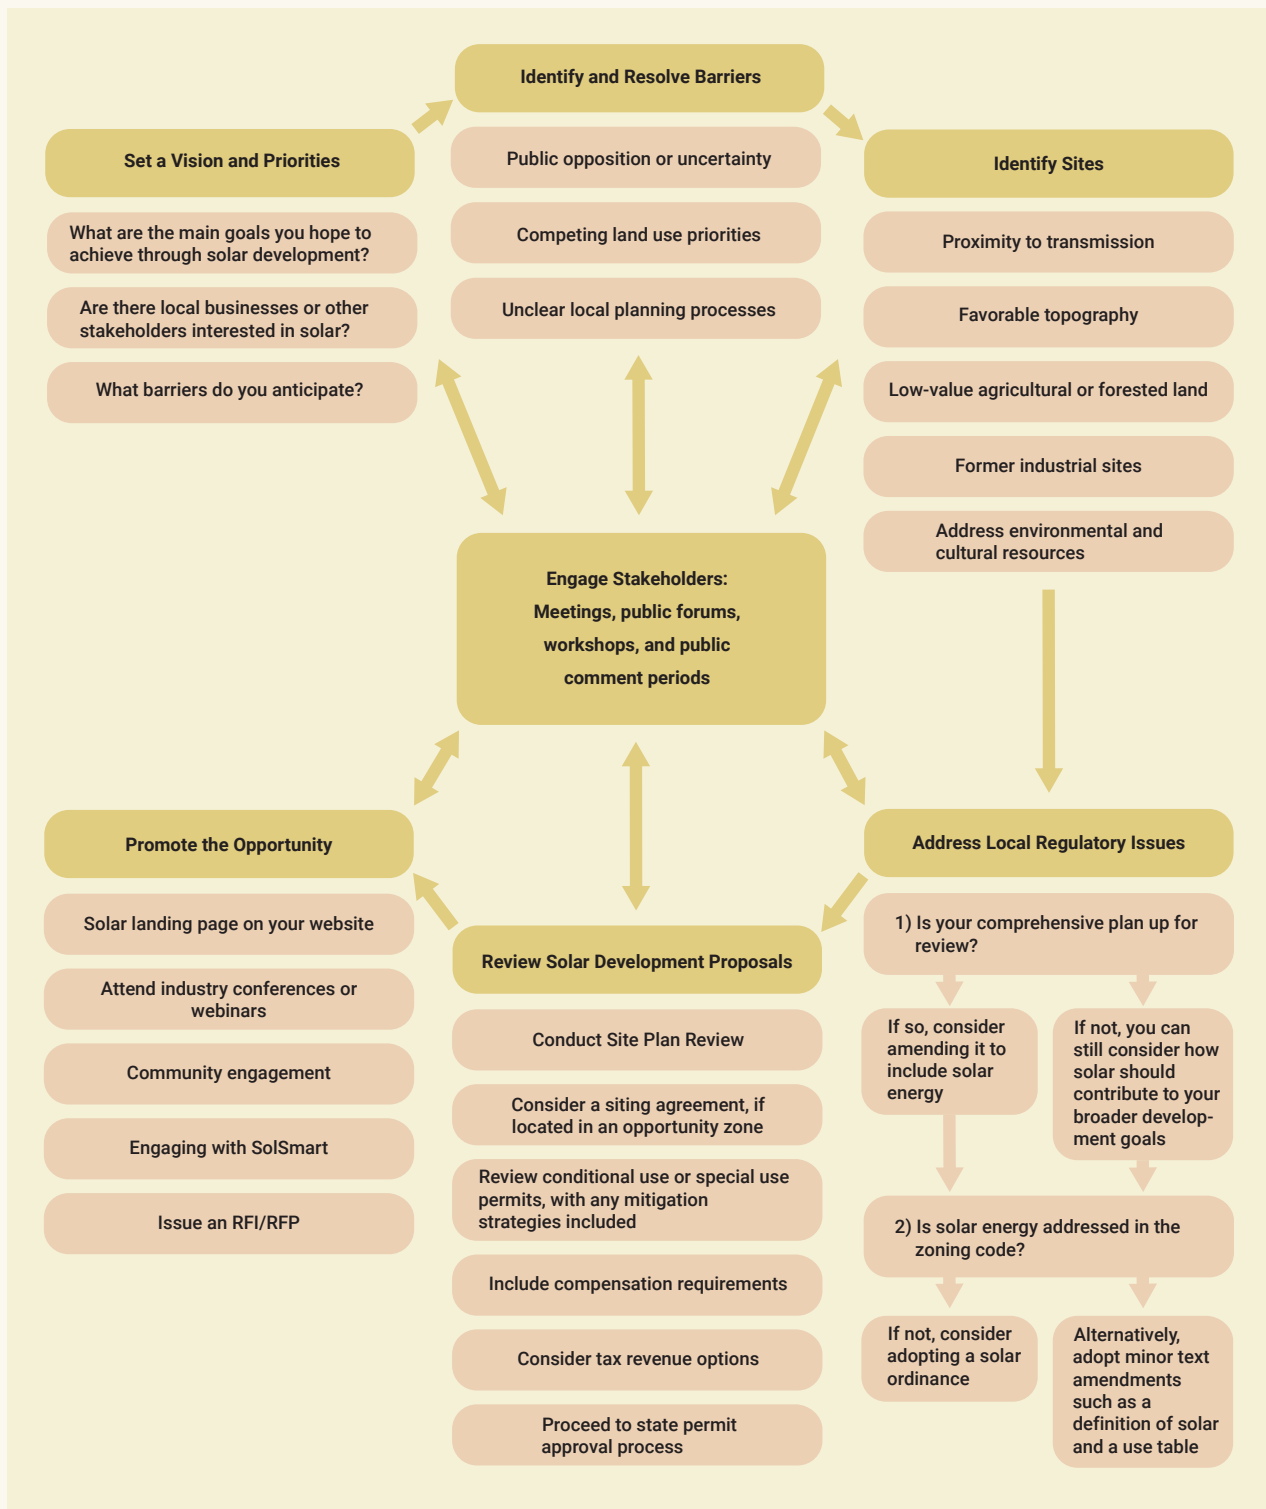 Identify and Resolve Barriers
Public opposition or uncertainty
Competing land use priorities
Unclear local planning processes
Set a Vision and Priorities
What are the main goals you hope to
achieve through solar development?
Are there local businesses or other
stakeholders interested in solar?
What barriers do you anticipate?
Identify Sites
Proximity to transmission
Favorable topography
Low-value agricultural or forested land
Former industrial sites
Address environmental and
cultural resources
Engage Stakeholders:
Meetings, public forums,
workshops, and public
comment periods
Promote the Opportunity
Solar landing page on your website
Attend industry conferences or
webinars
Community engagement
Engaging with SolSmart
Issue an RFI/RFP
Review Solar Development Proposals
Conduct Site Plan Review
Consider a siting agreement, if
located in an opportunity zone
Review conditional use or special use
permits, with any mitigation
strategies included
Include compensation requirements
Consider tax revenue options
Proceed to state permit
approval process
Address Local Regulatory Issues
1) Is your comprehensive plan up for
review?
If so, consider
amending it to
include solar
energy
If not, you can
still consider how
solar should
contribute to your
broader develop-
ment goals
2) Is solar energy addressed in the
zoning code?
If not, consider
adopting a solar
ordinance
Alternatively,
adopt minor text
amendments
such as a
definition of solar
and a use table